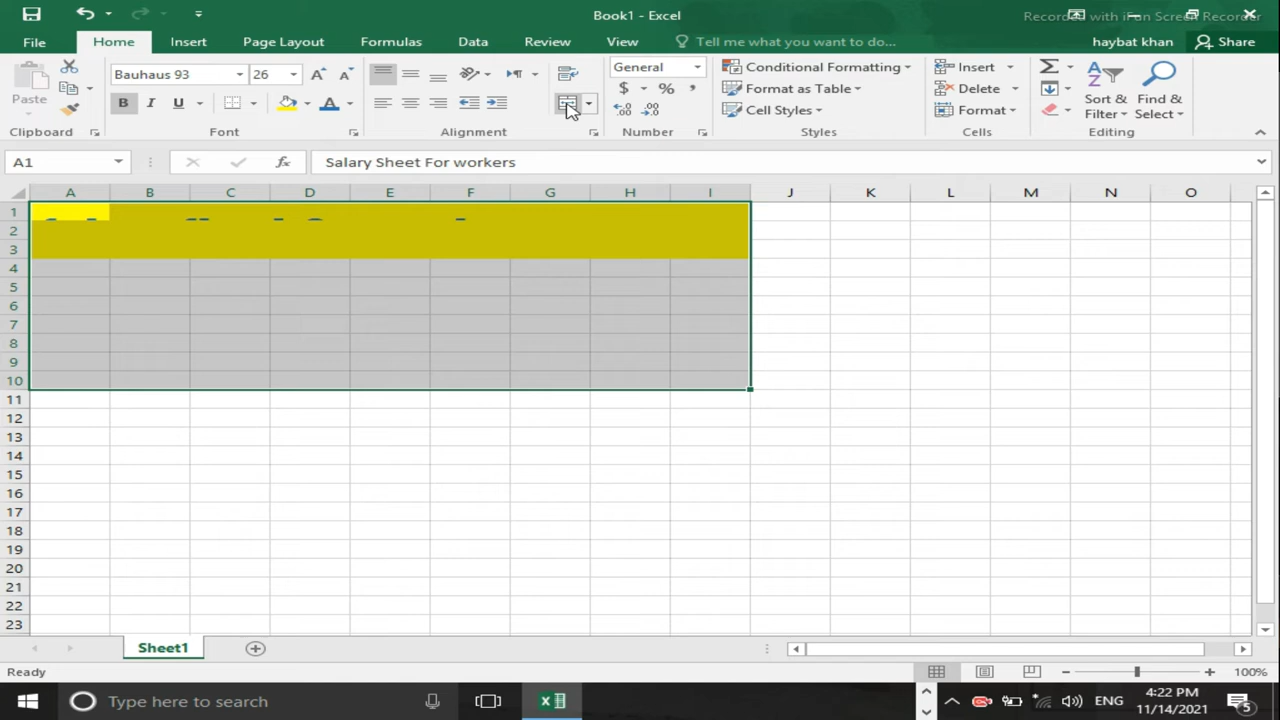 Book1 - Excel
Recorded with iFun Screen Recorder
File Home Insert Page Layout Formulas Data Review View Tell me what you want to do... haybat khan Share
Paste
Bauhaus 93 26
General
Conditional Formatting
Format as Table
Cell Styles
Insert
Delete
Format
Sort & Filter
Find & Select
B I U
$ % ,
Clipboard Font Alignment Number Styles Cells Editing
A1 fx Salary Sheet For workers
A B C D E F G H I J K L M N O
1
2
3
4
5
6
7
8
9
10
11
12
13
14
15
16
17
18
19
20
21
22
23
Sheet1
Ready 100%
Type here to search ENG 4:22 PM
11/14/2021 5